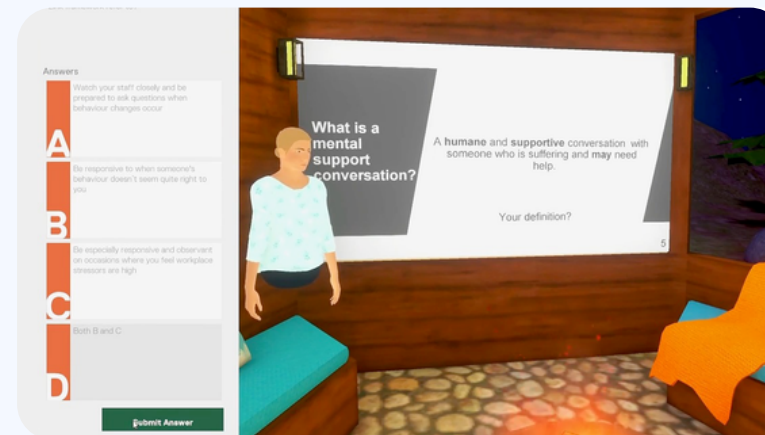 Answers
A
Watch your staff closely and be
prepared to ask questions when
behaviour changes occur
B
Be responsive to when someone's
behaviour doesn't seem quite right to
you
C
Be especially responsive and observant
on occasions where you feel workplace
stressors are high
D
Both B and C
Submit Answer
What is a
mental
support
conversation?
A humane and supportive conversation with
someone who is suffering and may need
help.
Your definition?
5